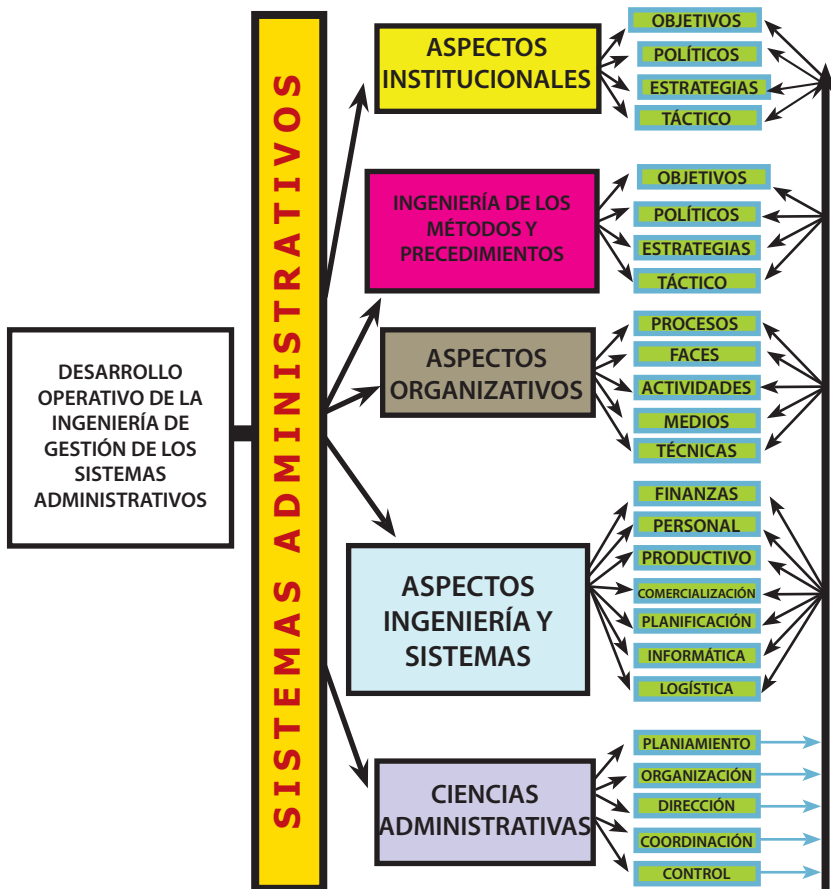 DESARROLLO
OPERATIVO DE LA
INGENIERÍA DE
GESTIÓN DE LOS
SISTEMAS
ADMINISTRATIVOS
SISTEMAS ADMINISTRATIVOS
ASPECTOS
INSTITUCIONALES
OBJETIVOS
POLÍTICOS
ESTRATEGIAS
TÁCTICO
INGENIERÍA DE LOS
MÉTODOS Y
PRECEDIMIENTOS
OBJETIVOS
POLÍTICOS
ESTRATEGIAS
TÁCTICO
ASPECTOS
ORGANIZATIVOS
PROCESOS
FACES
ACTIVIDADES
MEDIOS
TÉCNICAS
ASPECTOS
INGENIERÍA Y
SISTEMAS
FINANZAS
PERSONAL
PRODUCTIVO
COMERCIALIZACIÓN
PLANIFICACIÓN
INFORMÁTICA
LOGÍSTICA
CIENCIAS
ADMINISTRATIVAS
PLANIAMIENTO
ORGANIZACIÓN
DIRECCIÓN
COORDINACIÓN
CONTROL